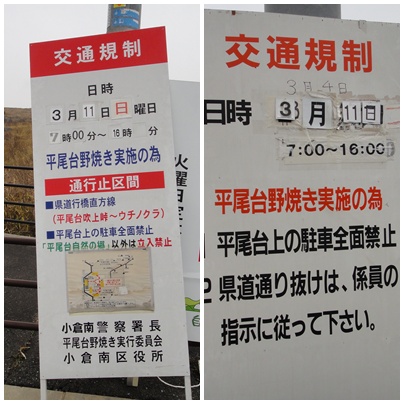 交通規制
日時
3月11日日曜日
7時00分～16時 分
平尾台野焼き実施の為
通行止区間
■県道行橋直方線
(平尾台吹上峠～ウチノクラ)
■平尾台上の駐車全面禁止
「平尾台自然の郷」以外は立入禁止
小倉南警察署長
平尾台野焼き実行委員会
小倉南区役所
火曜日
交通規制
3月4日
日時 3月11日
7:00～16:00
平尾台野焼き実施の為
平尾台上の駐車全面禁止
県道通り抜けは、係員の
指示に従って下さい。